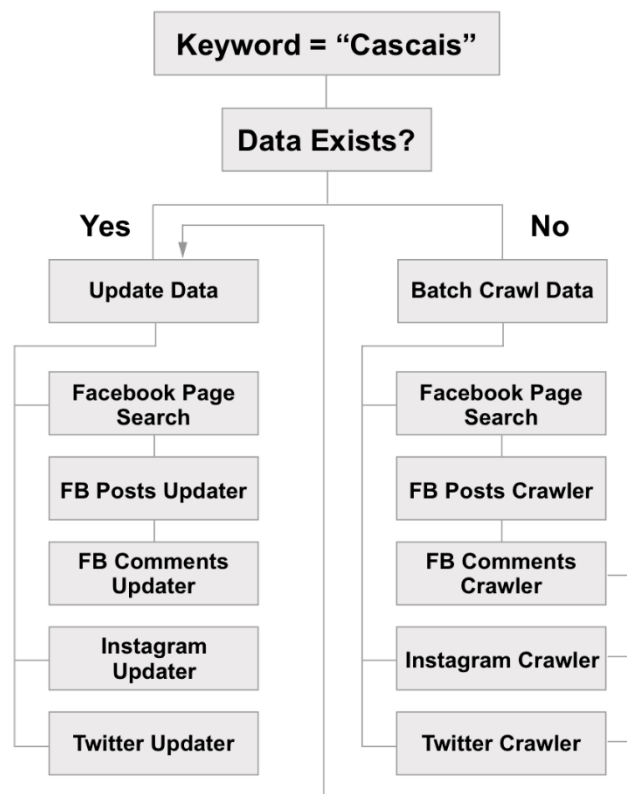 Keyword = “Cascais”
Data Exists?
Yes
No
Update Data
Batch Crawl Data
Facebook Page
Search
FB Posts Updater
FB Comments
Updater
Instagram
Updater
Twitter Updater
Facebook Page
Search
FB Posts Crawler
FB Comments
Crawler
Instagram Crawler
Twitter Crawler